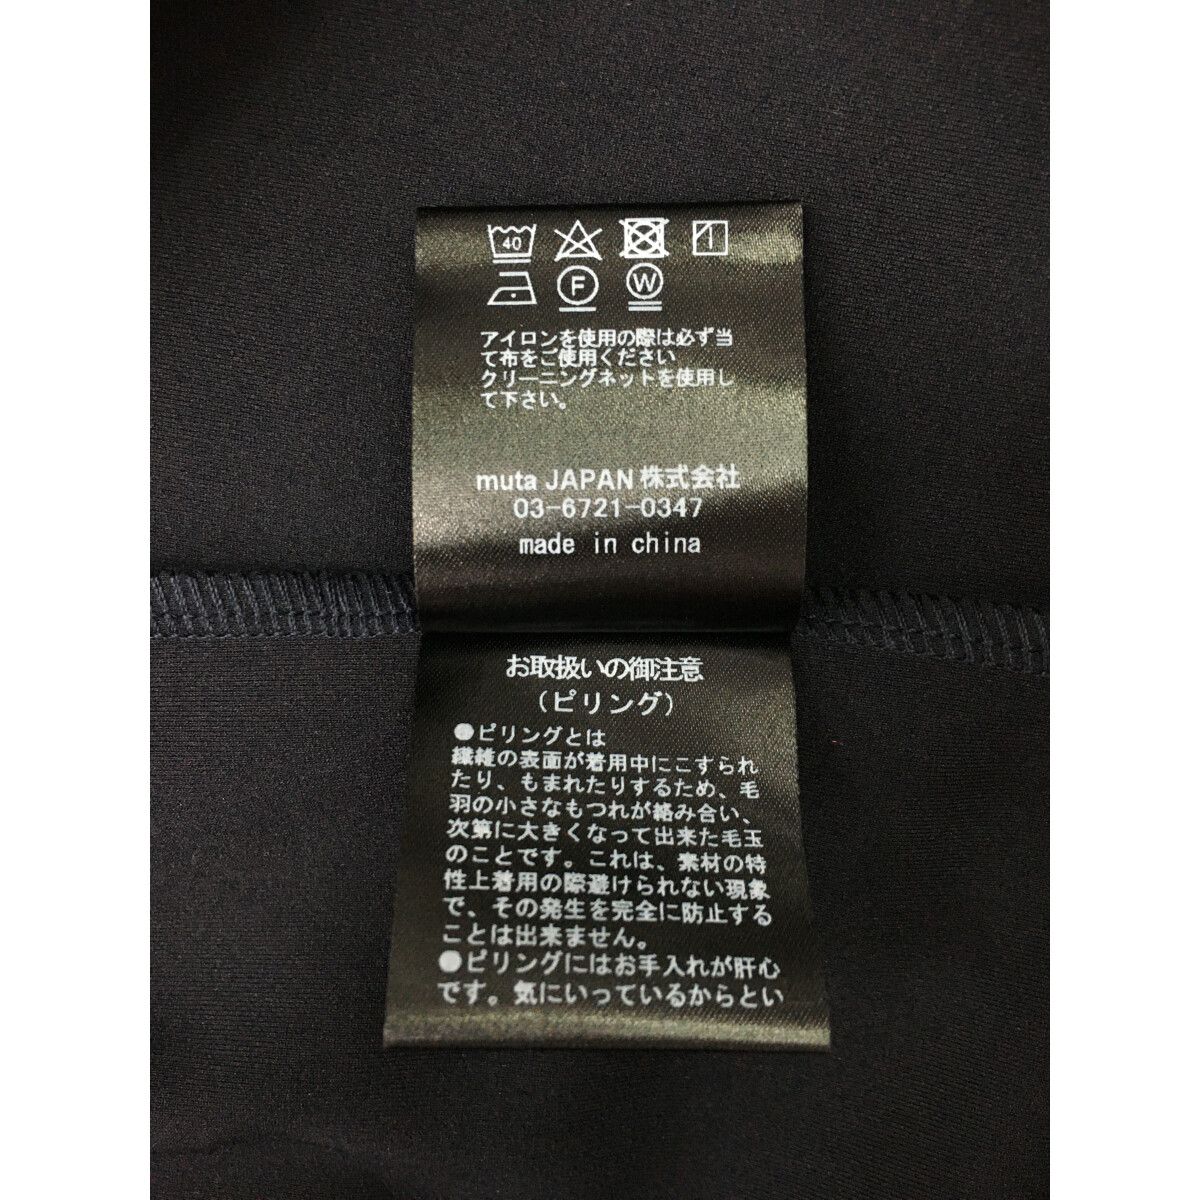 40
F W
アイロンを使用の際は必ず当
て布をご使用ください
クリーニングネットを使用し
て下さい。
muta JAPAN 株式会社
03-6721-0347
made in china
お取扱いの御注意
（ピリング）
●ピリングとは
繊維の表面が着用中にこすられ
たり、もまれたりするため、毛
羽の小さなもつれが絡み合い、
次第に大きくなって出来た毛玉
のことです。これは、素材の特
性上着用の際避けられない現象
で、その発生を完全に防止する
ことは出来ません。
●ピリングにはお手入れが肝心
です。気にいっているからとい